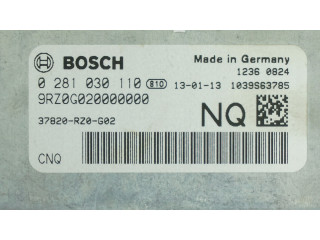 BOSCH
Made in Germany
1236 0824
0 281 030 110 810 13-01-13 1039S63785
9RZ0G020000000
37820-RZ0-G02
NQ
CNQ